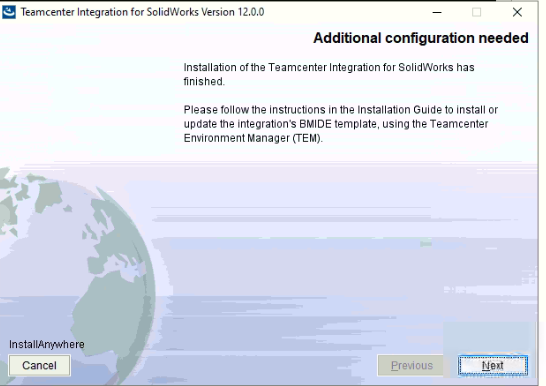 Teamcenter Integration for SolidWorks Version 12.0.0
Additional configuration needed
Installation of the Teamcenter Integration for SolidWorks has
finished.
Please follow the instructions in the Installation Guide to install or
update the integration's BMIDE template, using the Teamcenter
Environment Manager (TEM).
InstallAnywhere
Cancel
Previous
Next